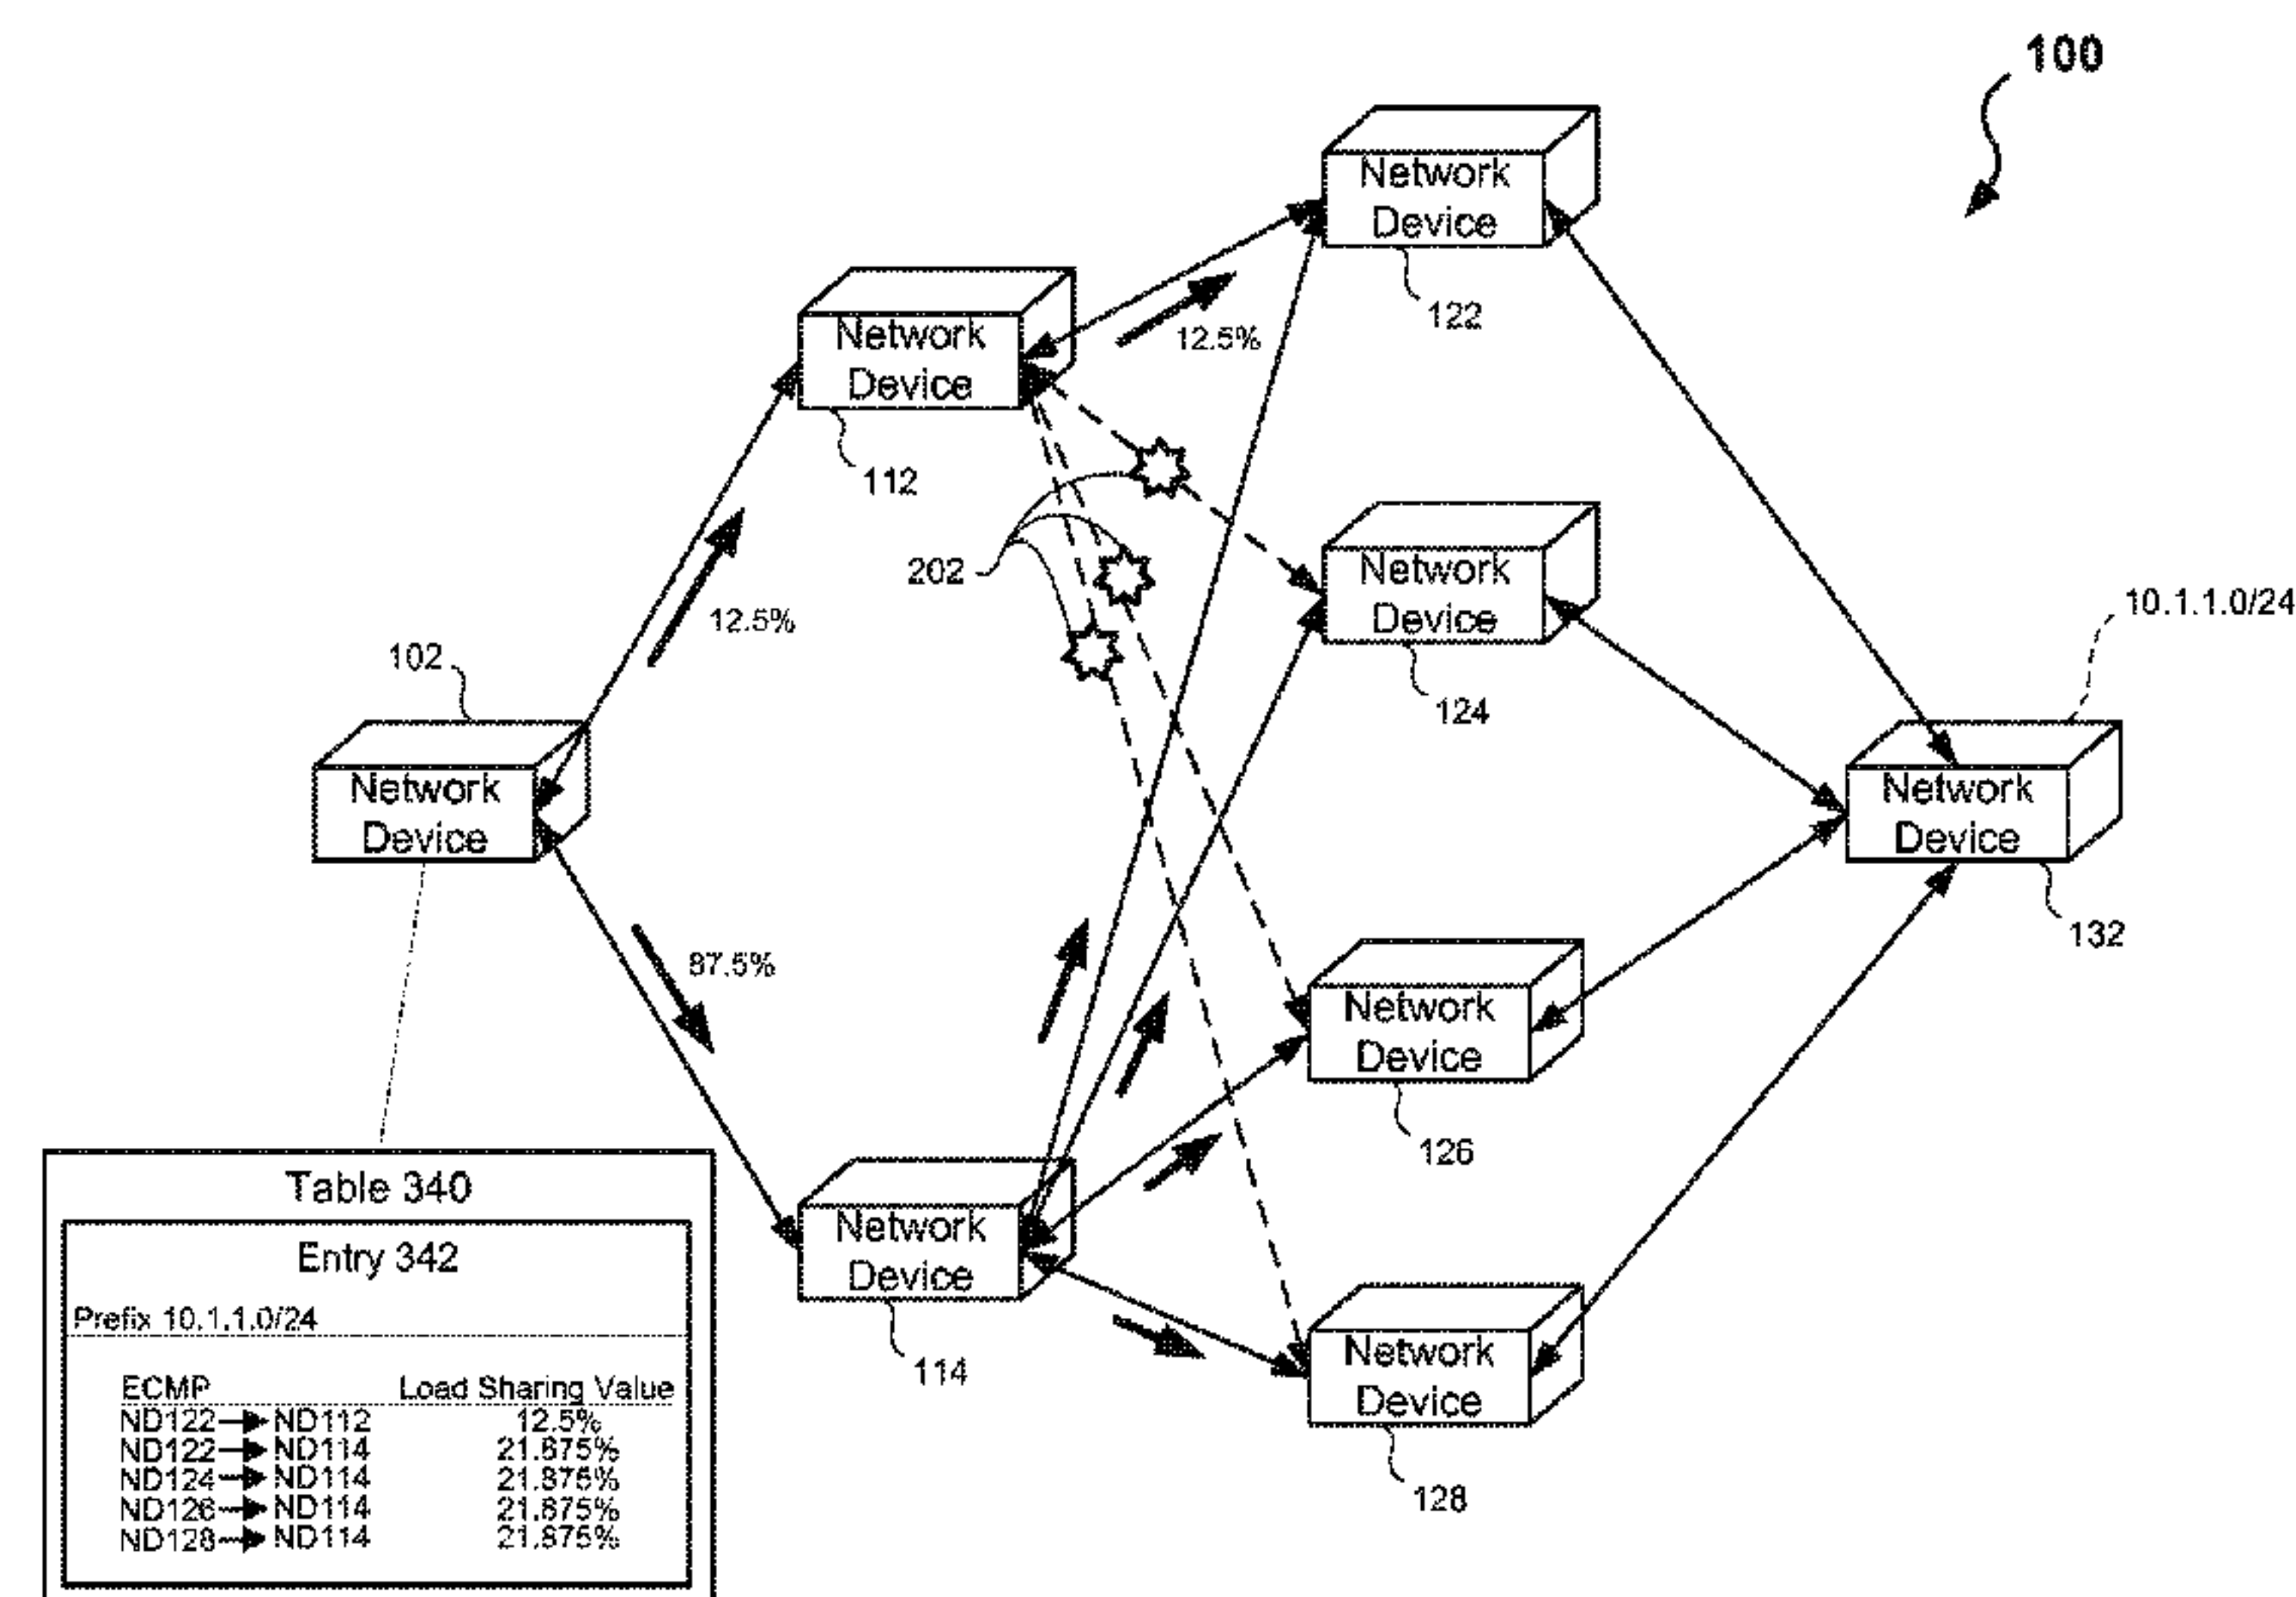 100
Network
Device
122
12.5%
Network
Device
112
202
12.5%
Network
Device
124
10.1.1.0/24
102
Network
Device
Network
Device
132
87.5%
Network
Device
126
Network
Device
114
Network
Device
128
Table 340
Entry 342
Prefix 10.1.1.0/24
ECMP Load Sharing Value
ND122 ND112 12.5%
ND122 ND114 21.875%
ND124 ND114 21.875%
ND126 ND114 21.875%
ND128 ND114 21.875%